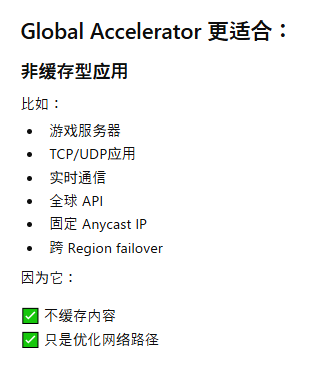 Global Accelerator 更适合：
非缓存型应用
比如：
• 游戏服务器
• TCP/UDP应用
• 实时通信
• 全球 API
• 固定 Anycast IP
• 跨 Region failover
因为它：
✅ 不缓存内容
✅ 只是优化网络路径